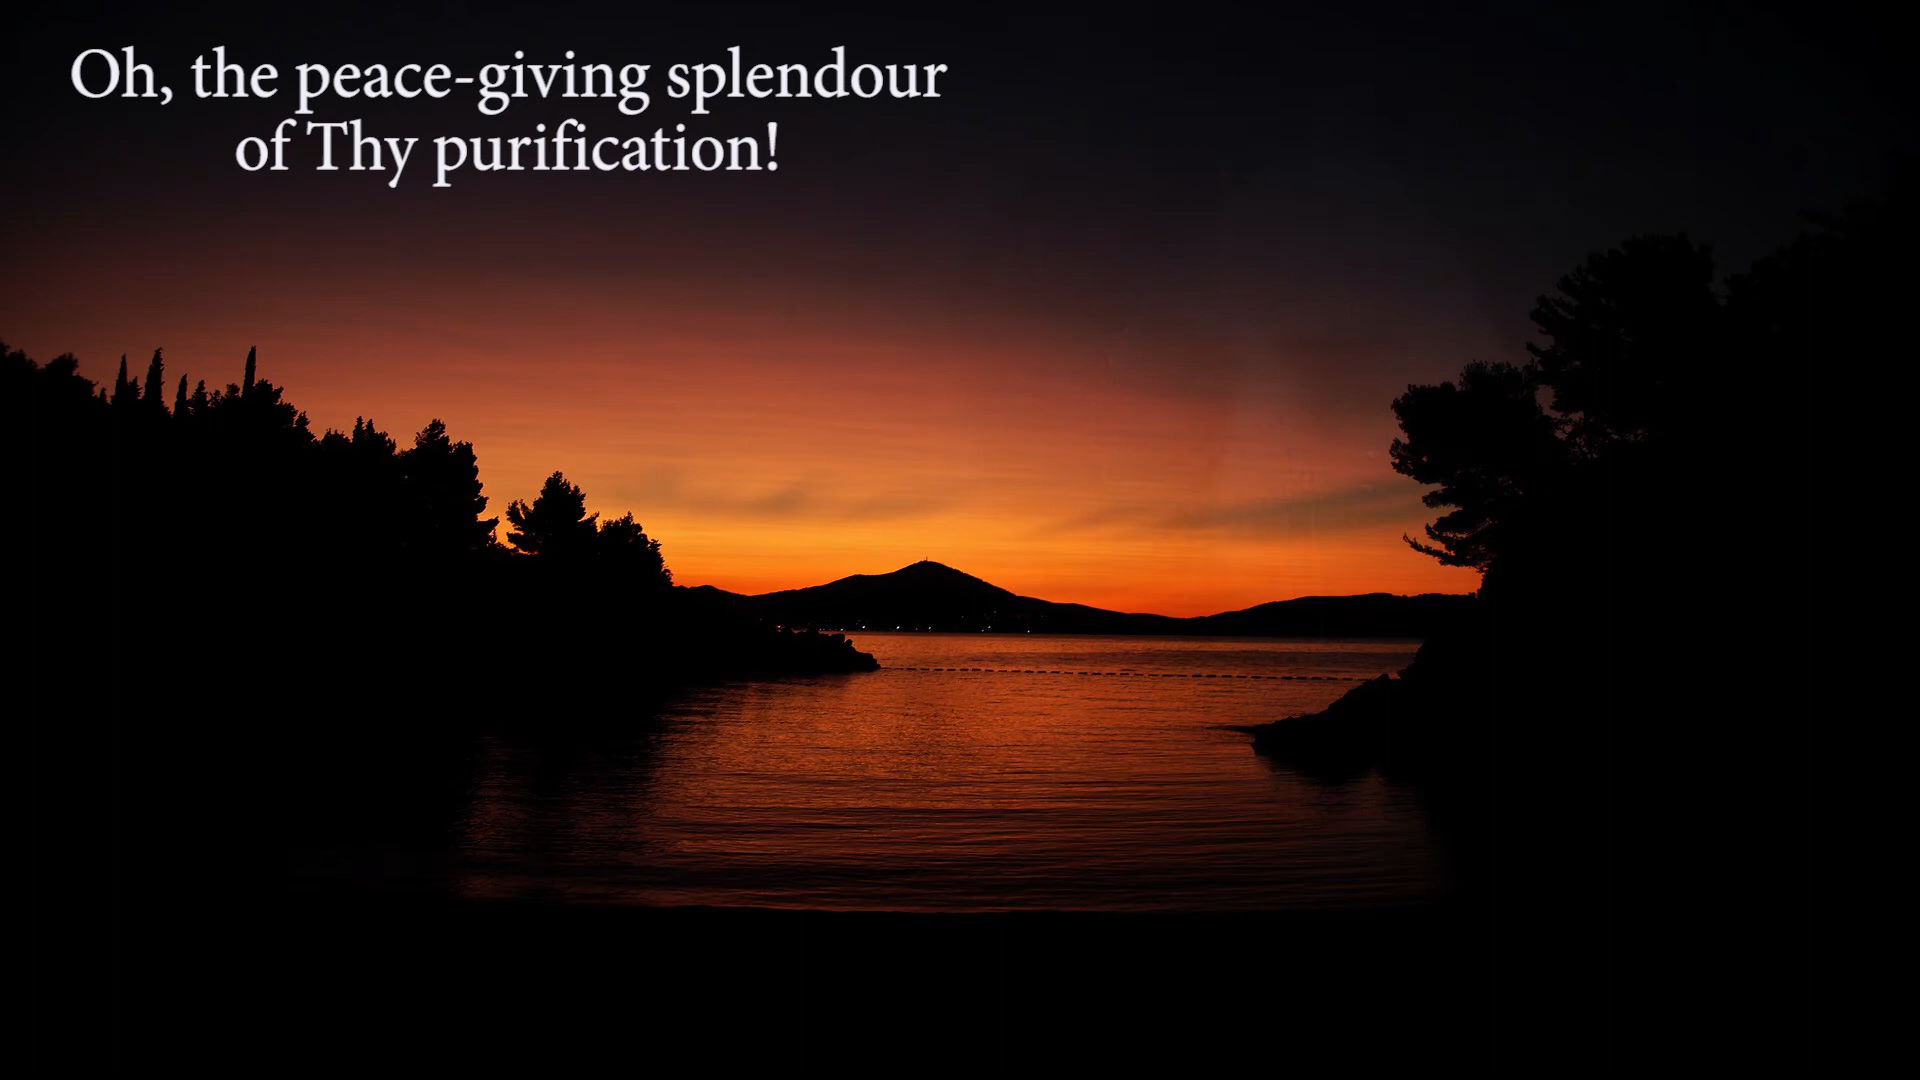 Oh, the peace-giving splendour
of Thy purification!